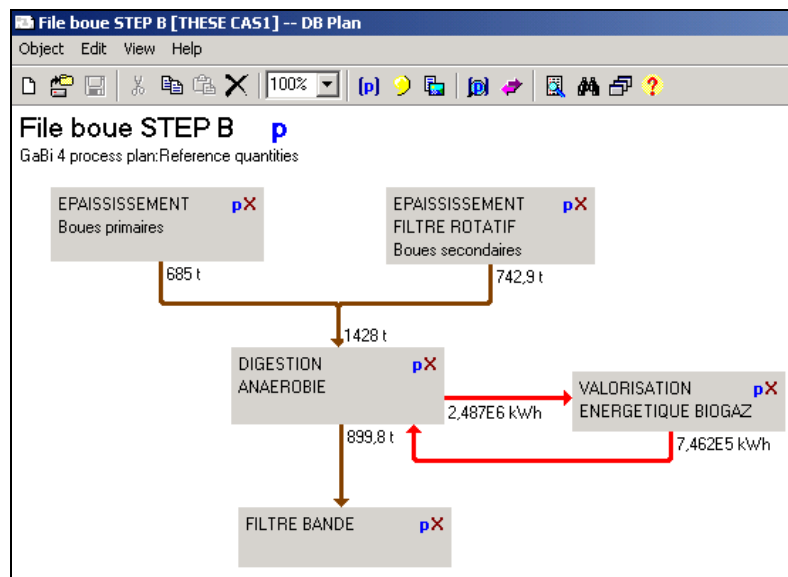 File boue STEP B [THESE CAS1] -- DB Plan
Object Edit View Help
100% (p) (p) ?
File boue STEP B p
GaBi 4 process plan:Reference quantities
EPAISSISSEMENT pX
Boues primaires
EPAISSISSEMENT pX
FILTRE ROTATIF
Boues secondaires
685 t
742,9 t
1428 t
DIGESTION pX
ANAEROBIE
VALORISATION pX
ENERGETIQUE BIOGAZ
2,487E6 kWh
899,8 t
7,462E5 kWh
FILTRE BANDE pX